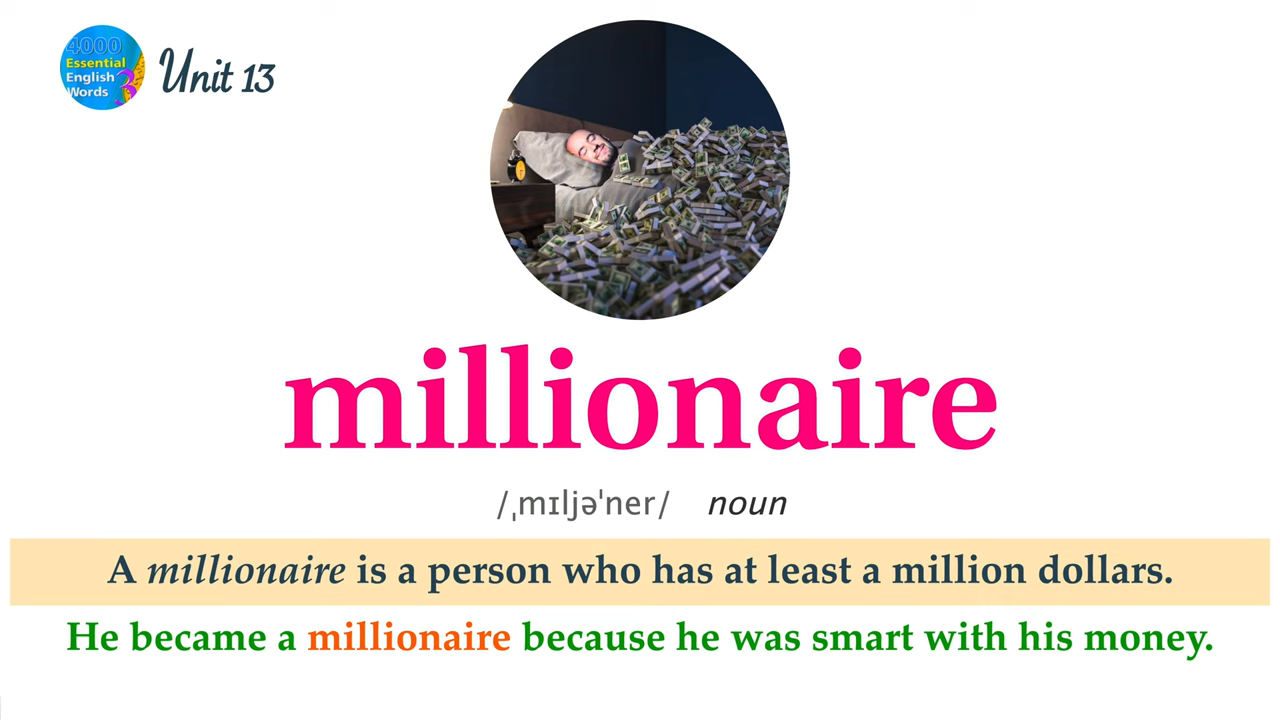 4000
Essential
English
Words 3
Unit 13
millionaire
/ˌmɪljəˈner/ noun
A millionaire is a person who has at least a million dollars.
He became a millionaire because he was smart with his money.